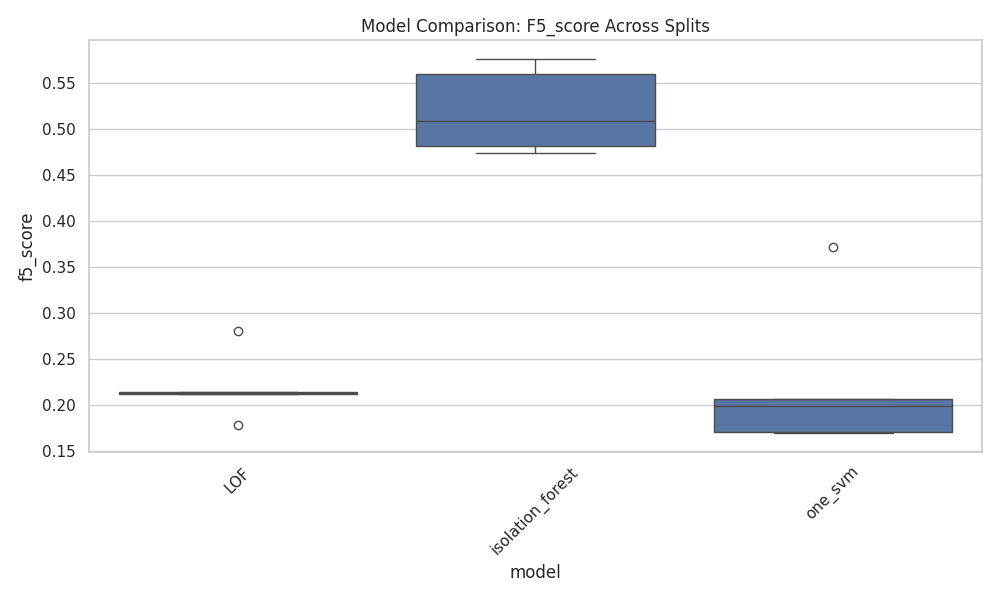 Model Comparison: F5_score Across Splits
f5_score
0.55
0.50
0.45
0.40
0.35
0.30
0.25
0.20
0.15
LOF
isolation_forest
one_svm
model